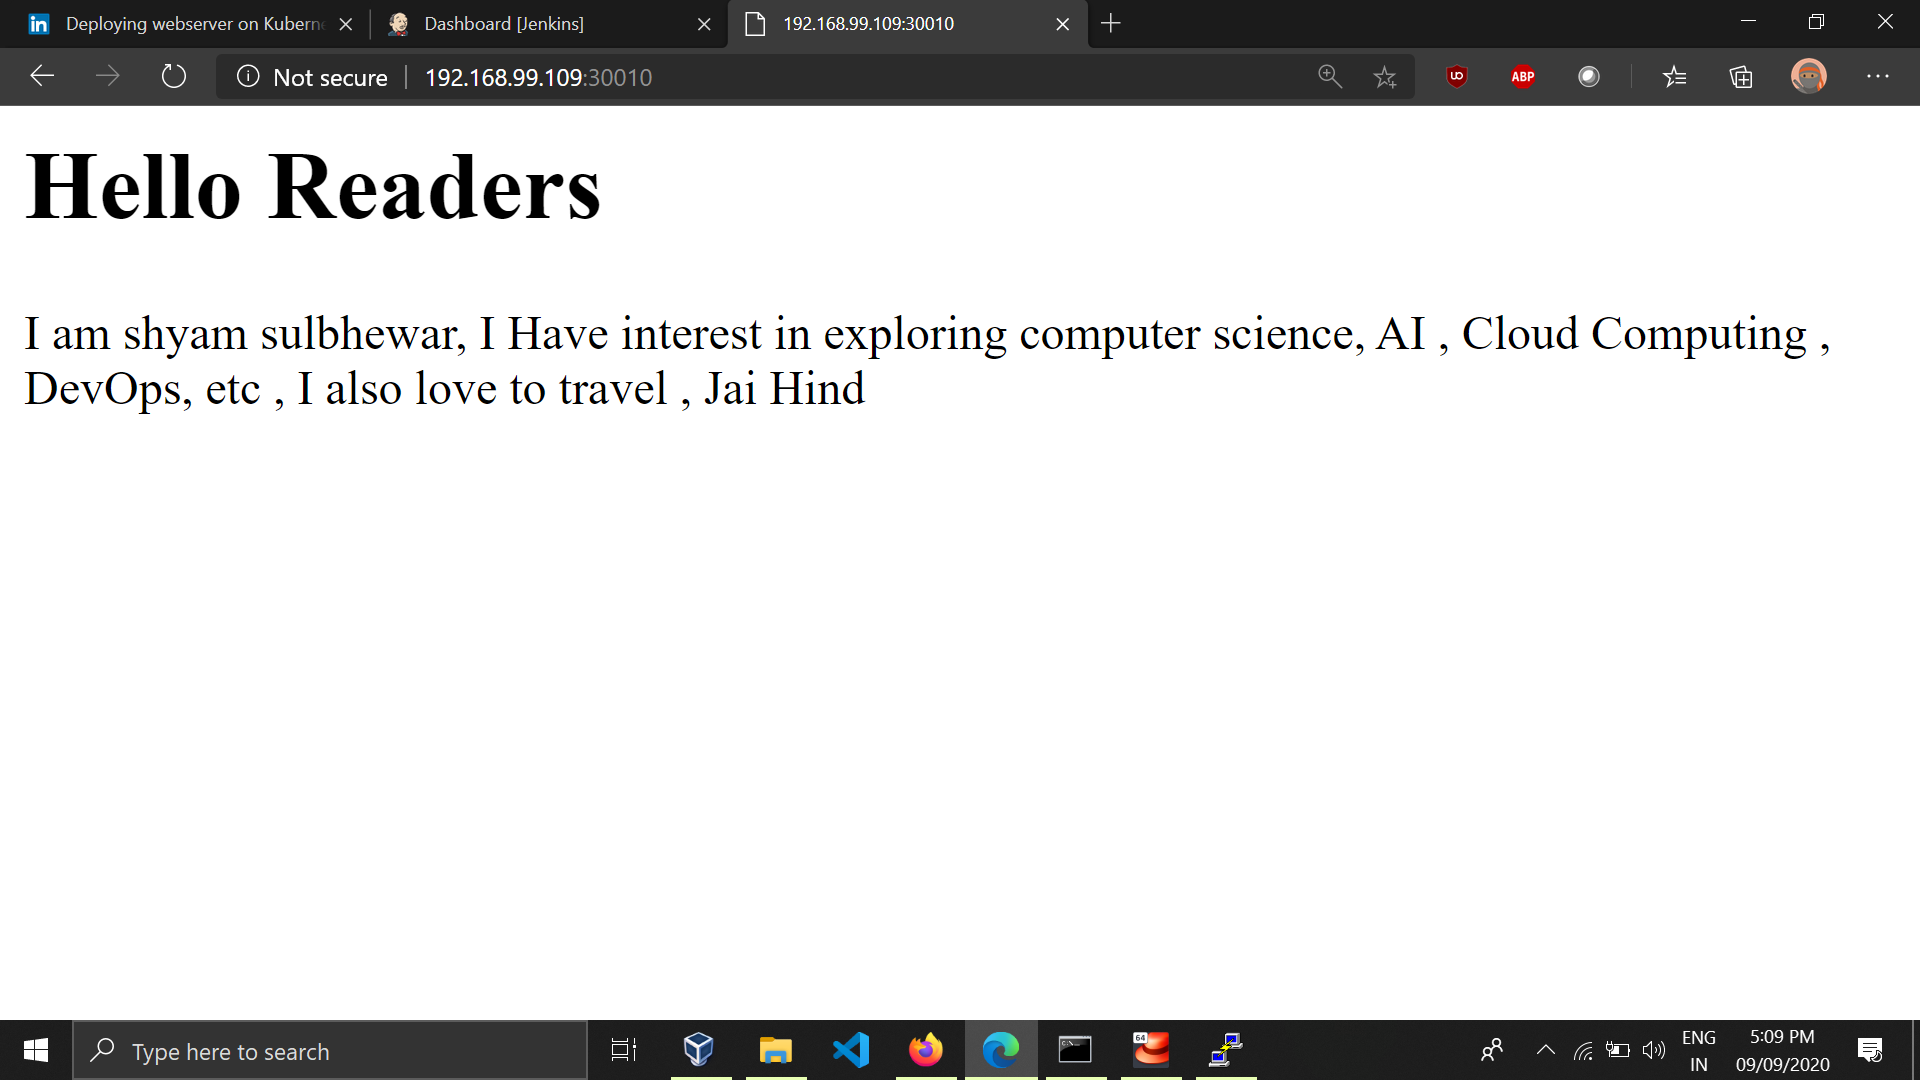 Deploying webserver on Kuberne
Dashboard [Jenkins]
192.168.99.109:30010
Not secure
192.168.99.109:30010
ABP
Hello Readers
I am shyam sulbhewar, I Have interest in exploring computer science, AI , Cloud Computing ,
DevOps, etc , I also love to travel , Jai Hind
Type here to search
64
ENG
IN
5:09 PM
09/09/2020